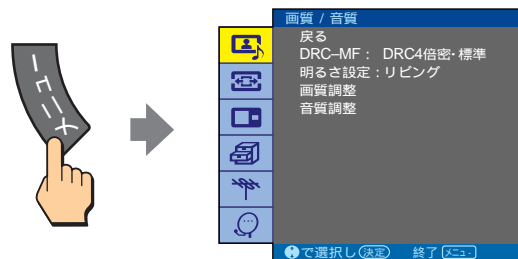 メニュー
画質 / 音質
戻る
DRC–MF： DRC4倍密・標準
明るさ設定：リビング
画質調整
音質調整
で選択し 決定 終了 メニュー